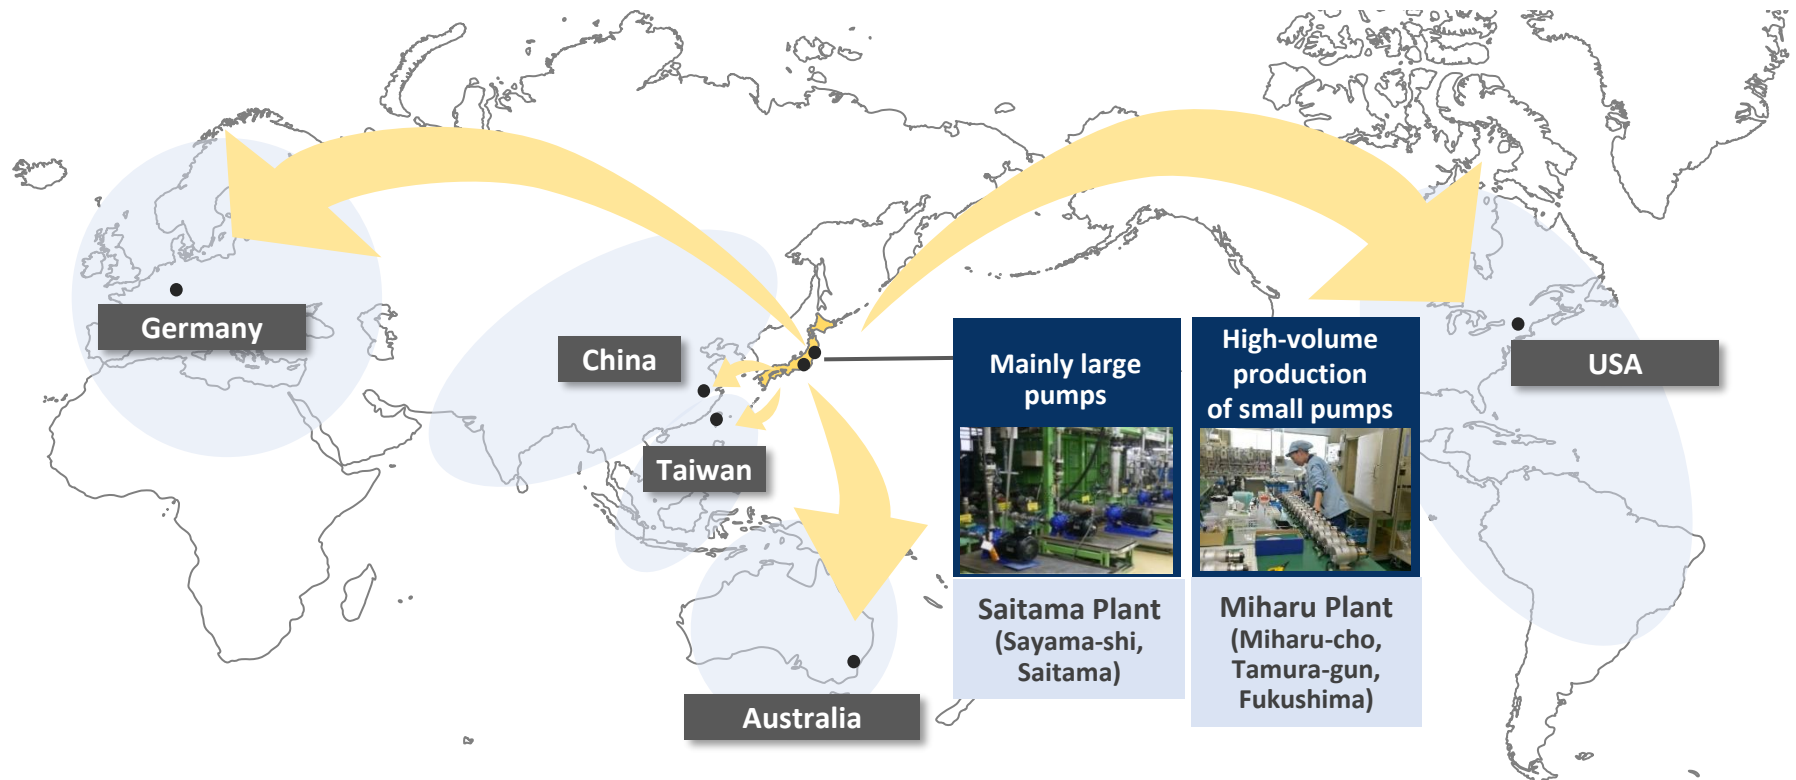 Germany
China
Taiwan
Australia
USA
Mainly large
pumps
Saitama Plant
(Sayama-shi,
Saitama)
High-volume
production
of small pumps
Miharu Plant
(Miharu-cho,
Tamura-gun,
Fukushima)